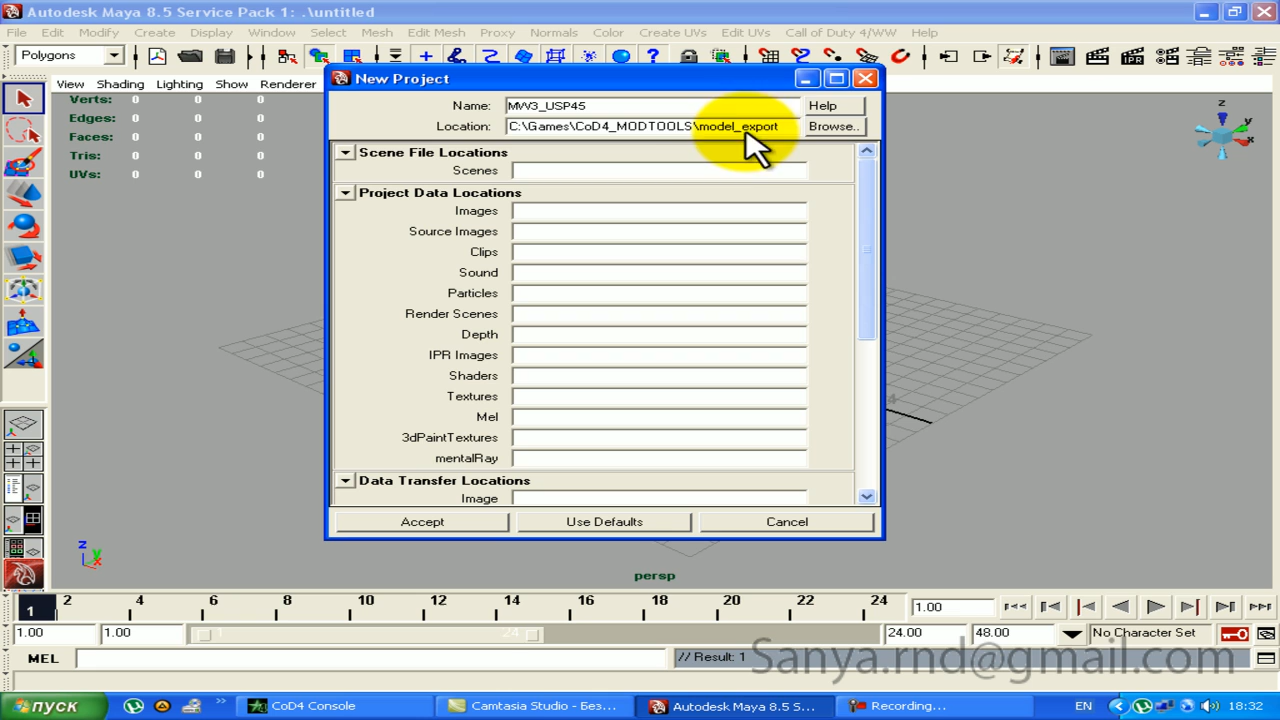 Autodesk Maya 8.5 Service Pack 1: .\untitled
File Edit Modify Create Display Window Select Mesh Edit Mesh Proxy Normals Color Create UVs Edit UVs Call of Duty 4/WW Help
Polygons
IPR
View Shading Lighting Show Renderer
Verts: 0 0 0
Edges: 0 0 0
Faces: 0 0 0
Tris: 0 0 0
UVs: 0 0 0
New Project
Name: MW3_USP45 Help
Location: C:\Games\CoD4_MODTOOLS\model_export Browse..
Scene File Locations
Scenes
Project Data Locations
Images
Source Images
Clips
Sound
Particles
Render Scenes
Depth
IPR Images
Shaders
Textures
Mel
3dPaintTextures
mentalRay
Data Transfer Locations
Image
Accept Use Defaults Cancel
z
y
x
z
y
x
persp
1 2 4 6 8 10 12 14 16 18 20 22 24 1.00
1.00 1.00 1 24 24.00 48.00 No Character Set
MEL // Result: 1
Sanya.rnd@gmail.com
пуск CoD4 Console Camtasia Studio - Без... Autodesk Maya 8.5 S... Recording... EN 18:32